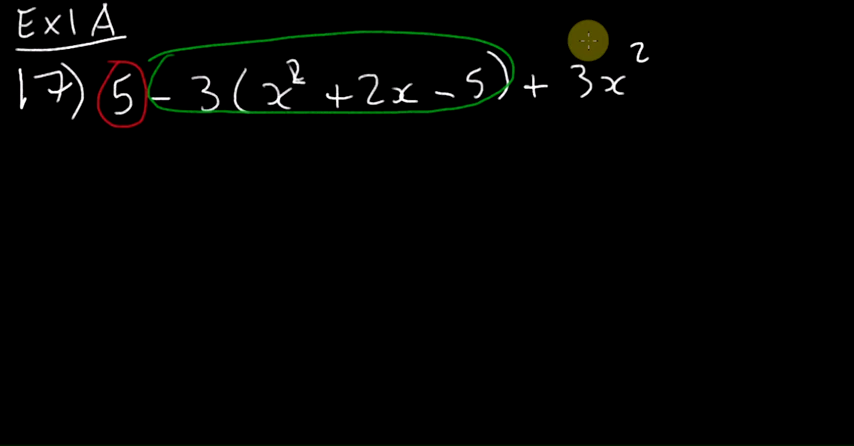 Ex1A
17) 5 - 3(x² + 2x - 5) + 3x²